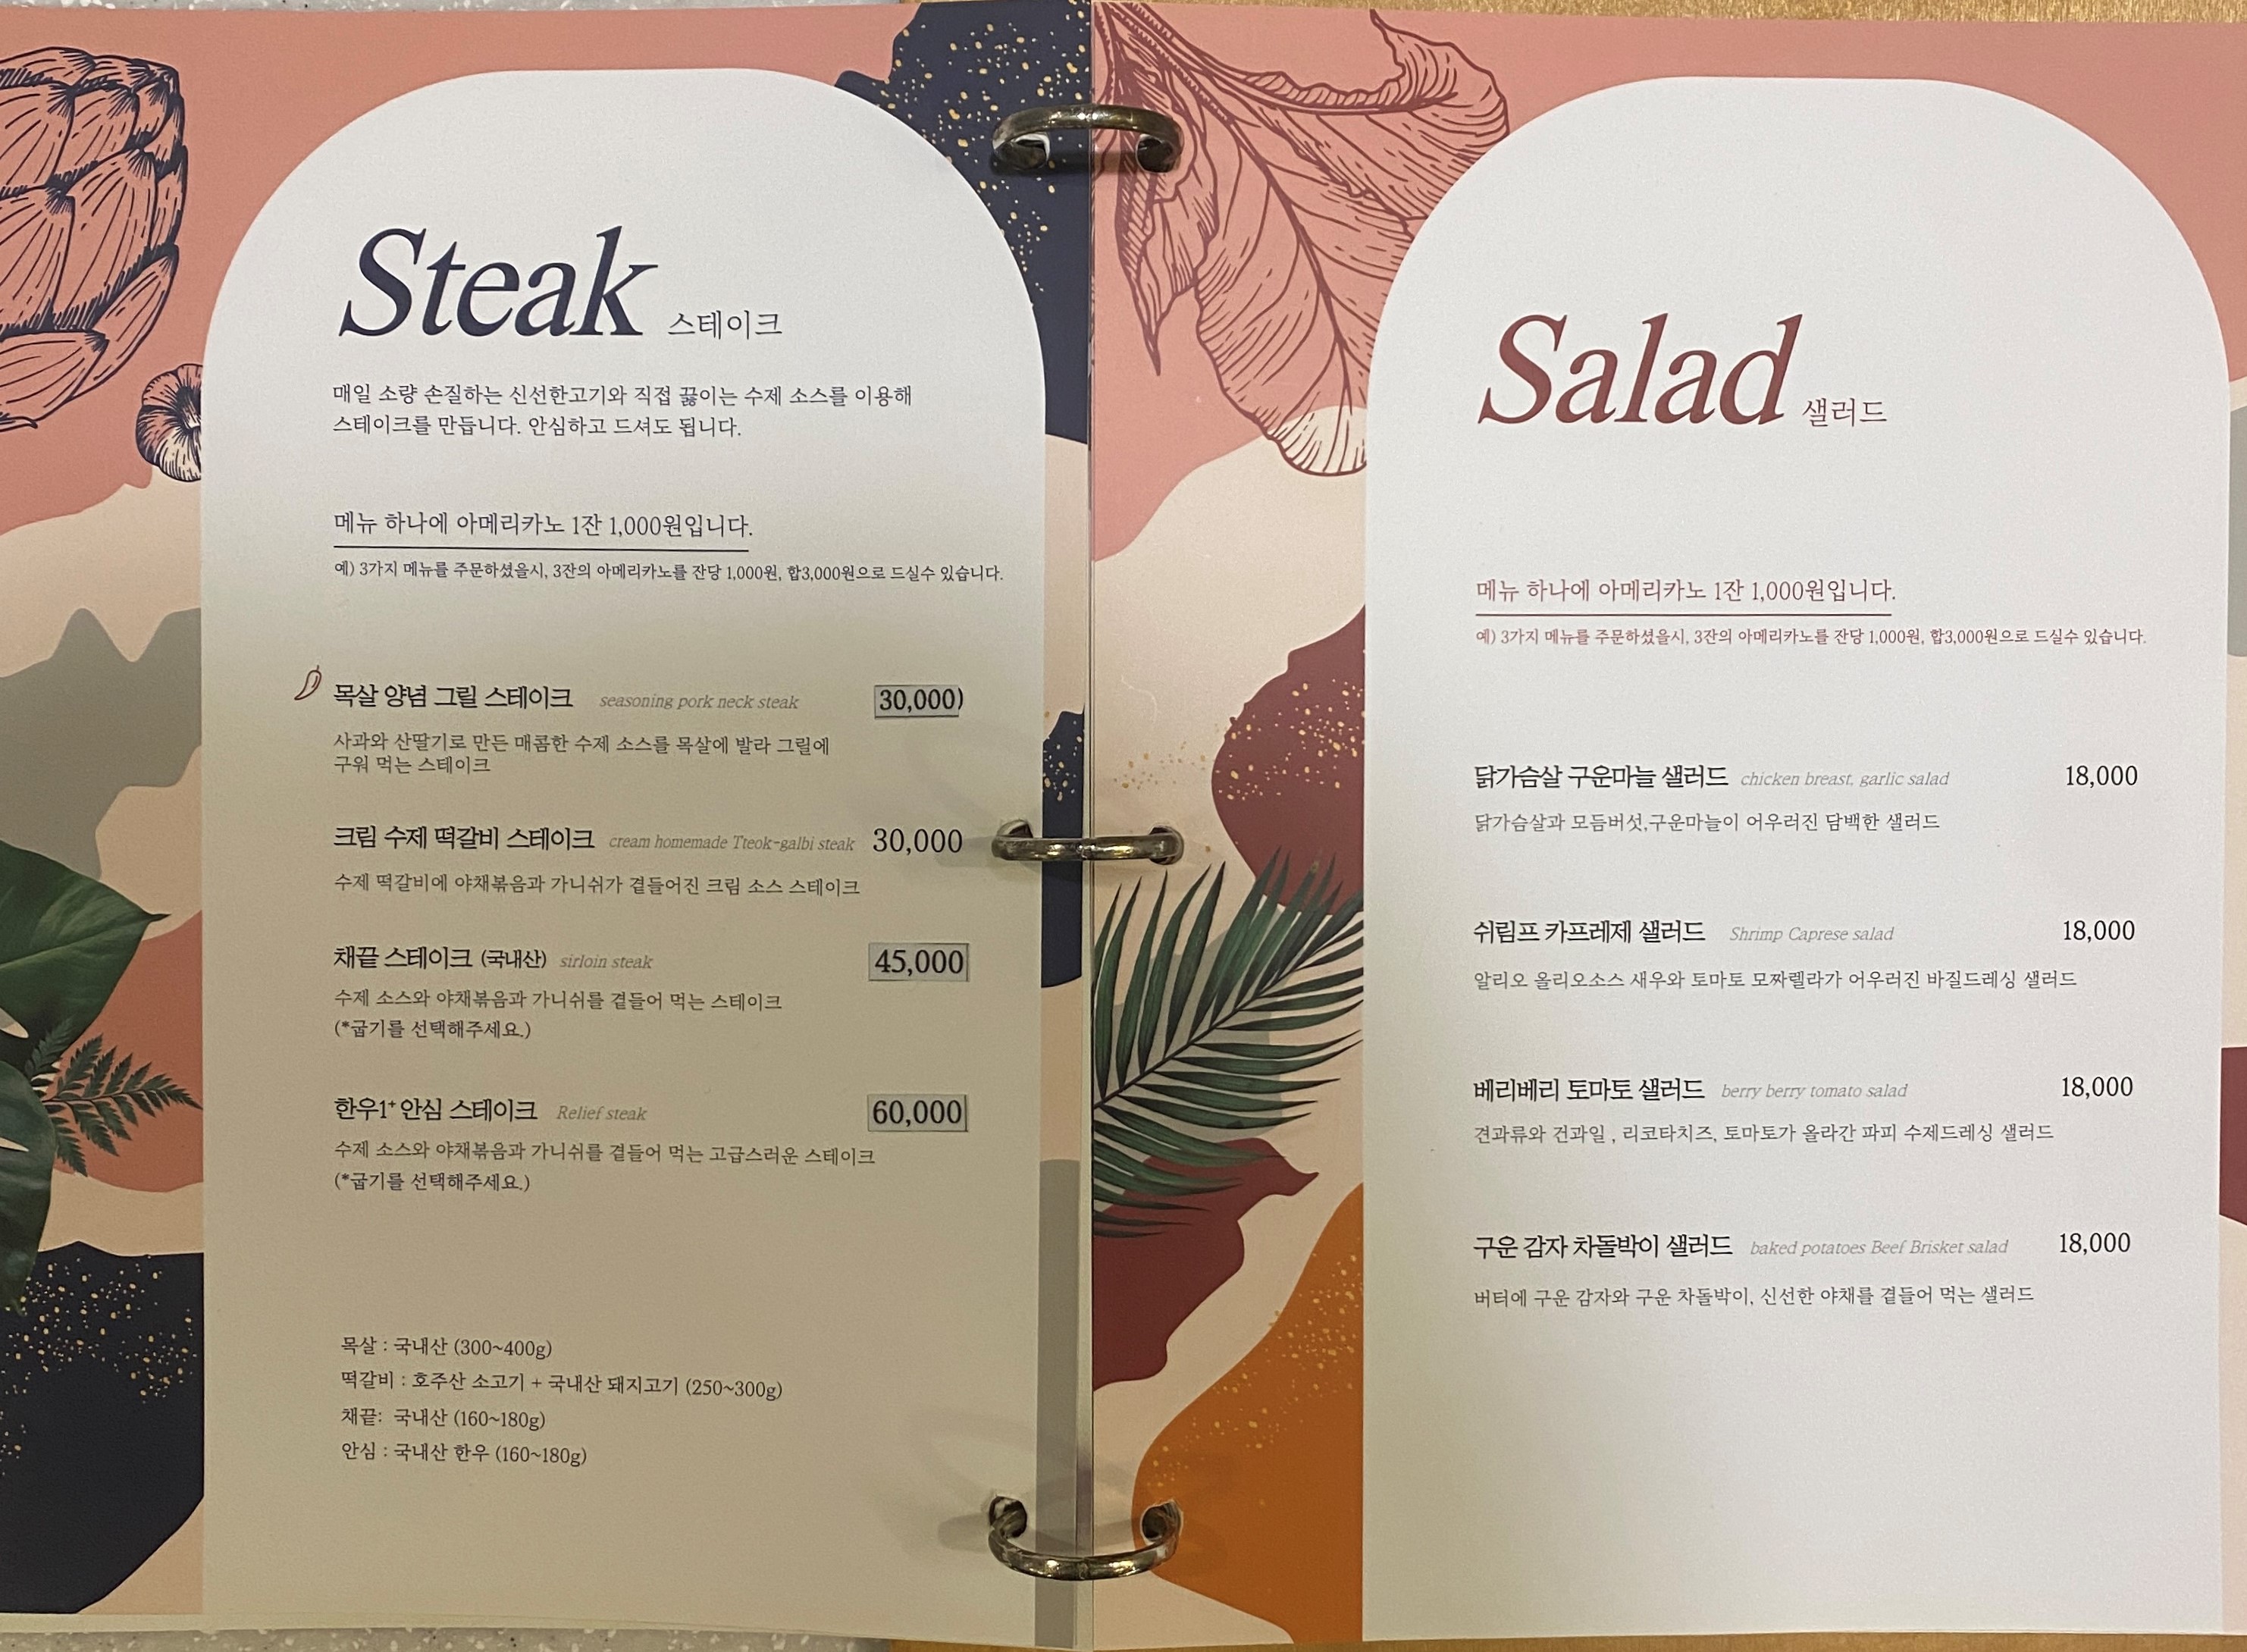 Steak 스테이크
매일 소량 손질하는 신선한고기와 직접 끓이는 수제 소스를 이용해
스테이크를 만듭니다. 안심하고 드셔도 됩니다.
메뉴 하나에 아메리카노 1잔 1,000원입니다.
예) 3가지 메뉴를 주문하셨을시, 3잔의 아메리카노를 잔당 1,000원, 합3,000원으로 드실수 있습니다.
목살 양념 그릴 스테이크 seasoning pork neck steak 30,000)
사과와 산딸기로 만든 매콤한 수제 소스를 목살에 발라 그릴에
구워 먹는 스테이크
크림 수제 떡갈비 스테이크 cream homemade Tteok-galbi steak 30,000
수제 떡갈비에 야채볶음과 가니쉬가 곁들어진 크림 소스 스테이크
채끝 스테이크 (국내산) sirloin steak 45,000
수제 소스와 야채볶음과 가니쉬를 곁들어 먹는 스테이크
(*굽기를 선택해주세요.)
한우1⁺ 안심 스테이크 Relief steak 60,000
수제 소스와 야채볶음과 가니쉬를 곁들어 먹는 고급스러운 스테이크
(*굽기를 선택해주세요.)
목살 : 국내산 (300~400g)
떡갈비 : 호주산 소고기 + 국내산 돼지고기 (250~300g)
채끝: 국내산 (160~180g)
안심 : 국내산 한우 (160~180g)
Salad 샐러드
메뉴 하나에 아메리카노 1잔 1,000원입니다.
예) 3가지 메뉴를 주문하셨을시, 3잔의 아메리카노를 잔당 1,000원, 합3,000원으로 드실수 있습니다.
닭가슴살 구운마늘 샐러드 chicken breast, garlic salad 18,000
닭가슴살과 모듬버섯,구운마늘이 어우러진 담백한 샐러드
쉬림프 카프레제 샐러드 Shrimp Caprese salad 18,000
알리오 올리오소스 새우와 토마토 모짜렐라가 어우러진 바질드레싱 샐러드
베리베리 토마토 샐러드 berry berry tomato salad 18,000
견과류와 건과일 , 리코타치즈, 토마토가 올라간 파피 수제드레싱 샐러드
구운 감자 차돌박이 샐러드 baked potatoes Beef Brisket salad 18,000
버터에 구운 감자와 구운 차돌박이, 신선한 야채를 곁들어 먹는 샐러드